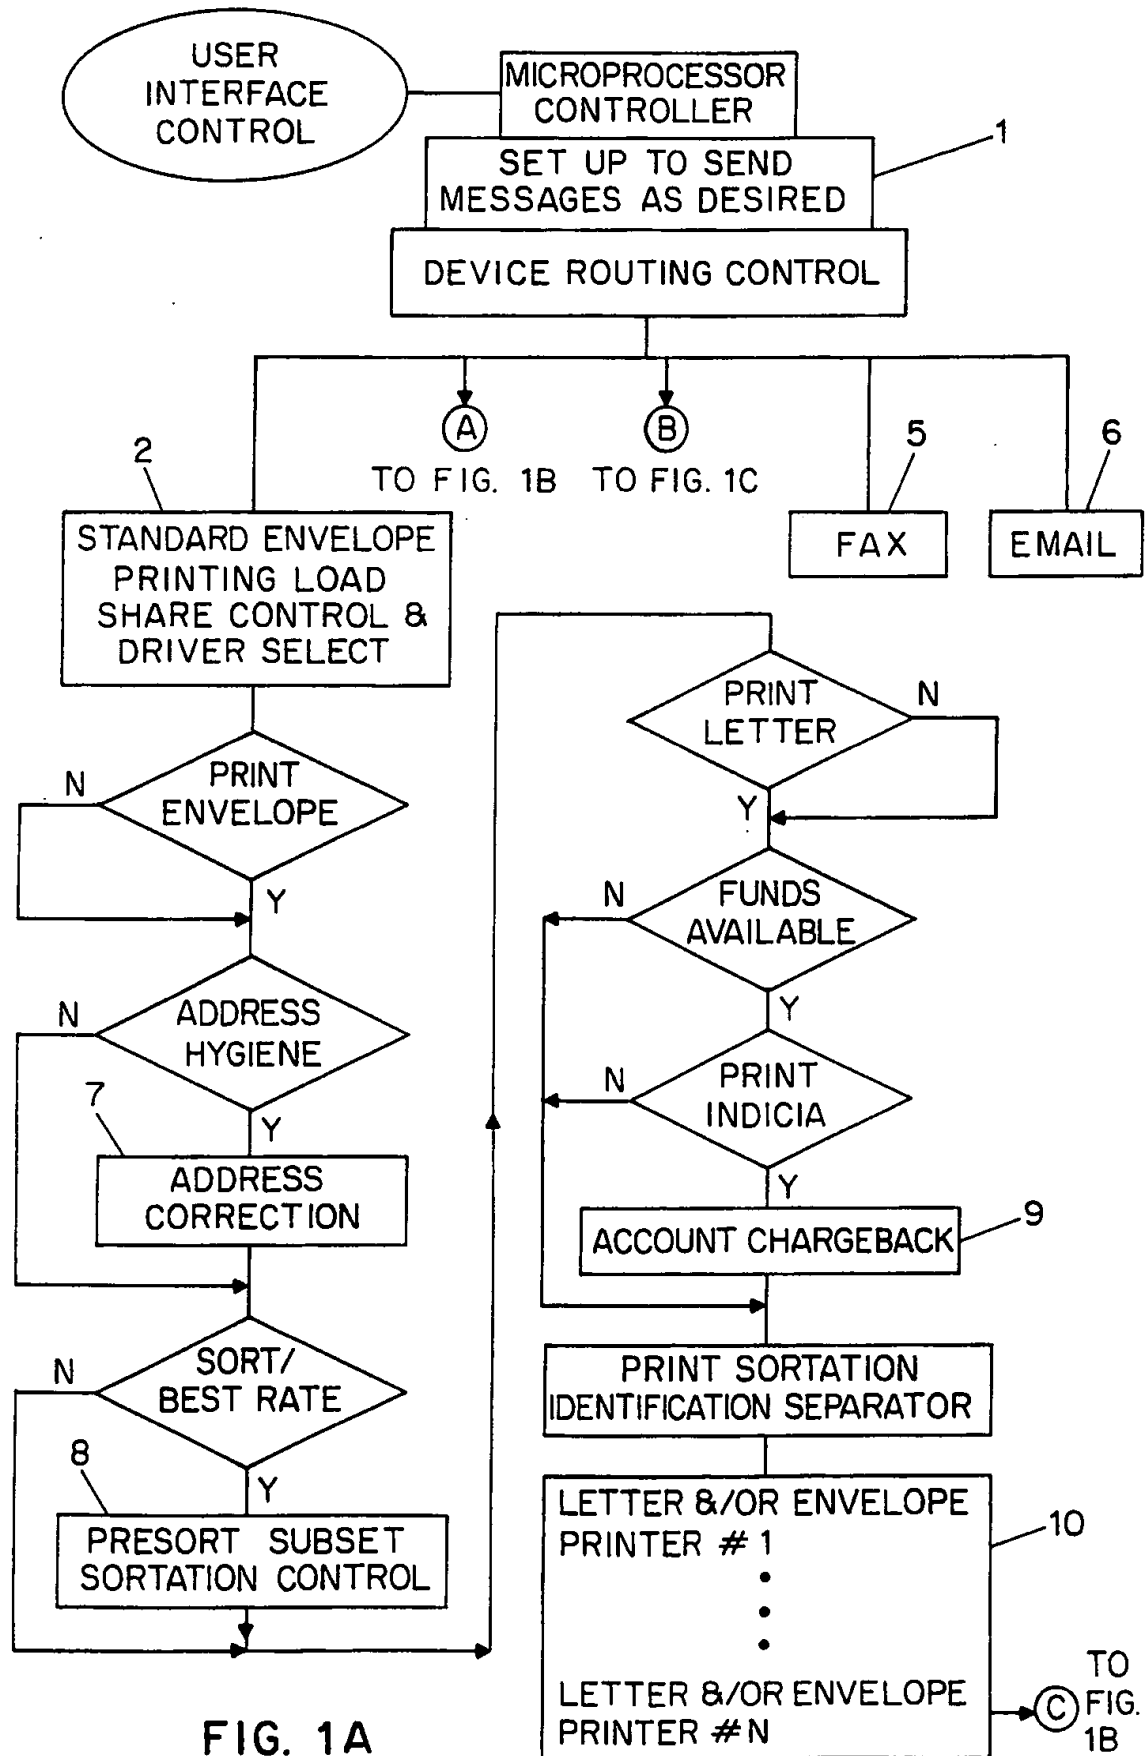 USER
INTERFACE
CONTROL
MICROPROCESSOR
CONTROLLER
1
SET UP TO SEND
MESSAGES AS DESIRED
DEVICE ROUTING CONTROL
A
TO FIG. 1B
B
TO FIG. 1C
5
FAX
6
EMAIL
2
STANDARD ENVELOPE
PRINTING LOAD
SHARE CONTROL &
DRIVER SELECT
PRINT
ENVELOPE
N
Y
ADDRESS
HYGIENE
N
Y
7
ADDRESS
CORRECTION
SORT/
BEST RATE
N
Y
8
PRESORT SUBSET
SORTATION CONTROL
PRINT
LETTER
N
Y
FUNDS
AVAILABLE
N
Y
PRINT
INDICIA
N
Y
ACCOUNT CHARGEBACK
9
PRINT SORTATION
IDENTIFICATION SEPARATOR
LETTER &/OR ENVELOPE
PRINTER #1
10
LETTER &/OR ENVELOPE
PRINTER #N
C
TO
FIG.
1B
FIG. 1A